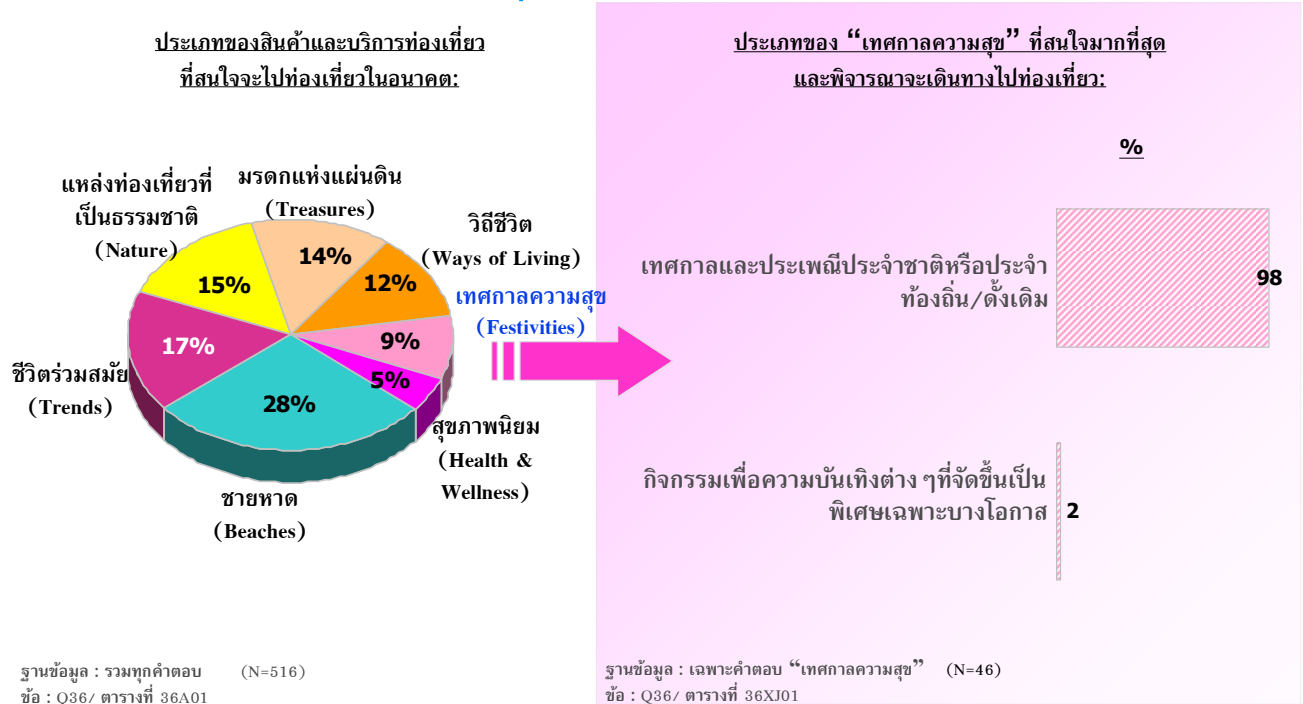 ประเภทของสินค้าและบริการท่องเที่ยว
ที่สนใจจะไปท่องเที่ยวในอนาคต:
แหล่งท่องเที่ยวที่
เป็นธรรมชาติ
(Nature)
มรดกแห่งแผ่นดิน
(Treasures)
วิถีชีวิต
(Ways of Living)
เทศกาลความสุข
(Festivities)
สุขภาพนิยม
(Health &
Wellness)
ชายหาด
(Beaches)
ชีวิตร่วมสมัย
(Trends)
15%
14%
12%
9%
5%
28%
17%
ฐานข้อมูล : รวมทุกคำตอบ (N=516)
ข้อ : Q36/ ตารางที่ 36A01
ประเภทของ “เทศกาลความสุข” ที่สนใจมากที่สุด
และพิจารณาจะเดินทางไปท่องเที่ยว:
%
เทศกาลและประเพณีประจำชาติหรือประจำ
ท้องถิ่น/ดั้งเดิม
98
กิจกรรมเพื่อความบันเทิงต่าง ๆที่จัดขึ้นเป็น
พิเศษเฉพาะบางโอกาส
2
ฐานข้อมูล : เฉพาะคำตอบ “เทศกาลความสุข” (N=46)
ข้อ : Q36/ ตารางที่ 36XJ01